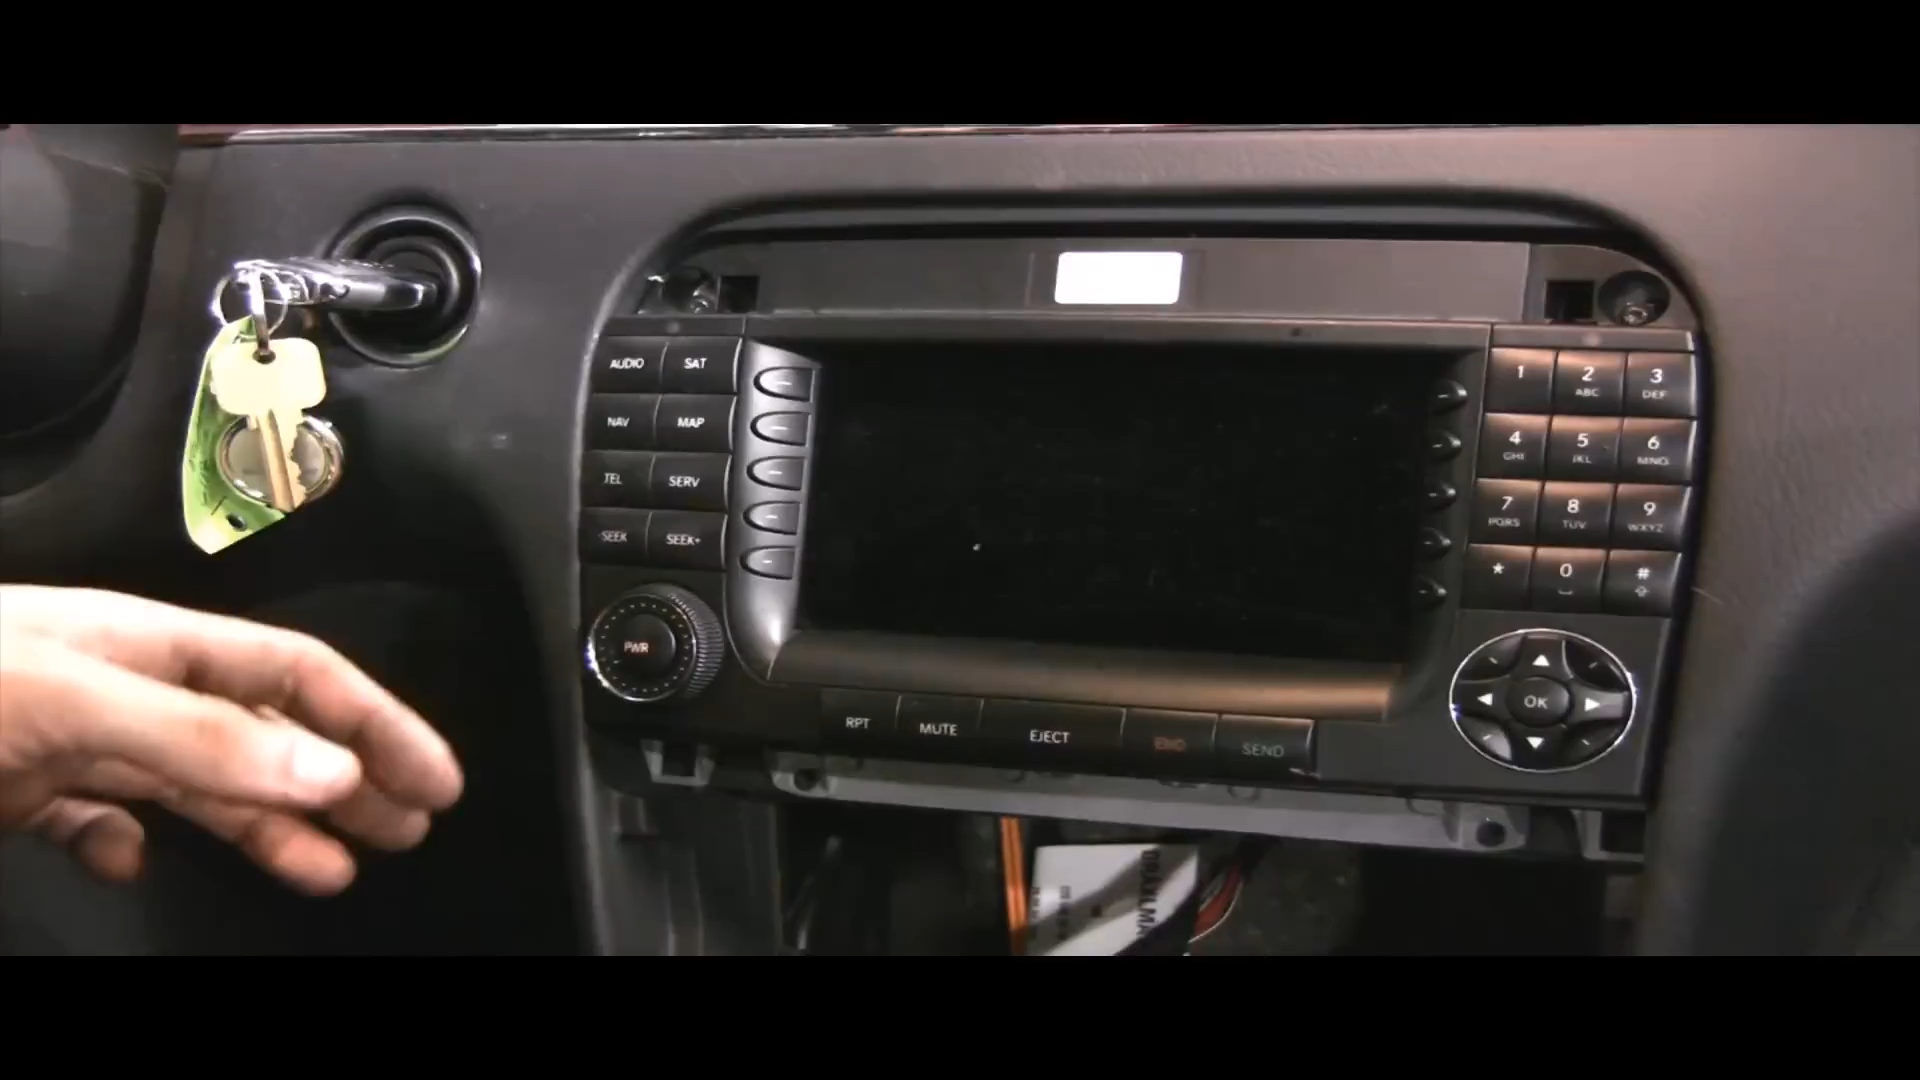 AUDIO SAT
NAV MAP
TEL SERV
-SEEK SEEK+
PWR
RPT MUTE EJECT END SEND
1 2 ABC 3 DEF
4 GHI 5 JKL 6 MNO
7 PQRS 8 TUV 9 WXYZ
* 0 #
OK